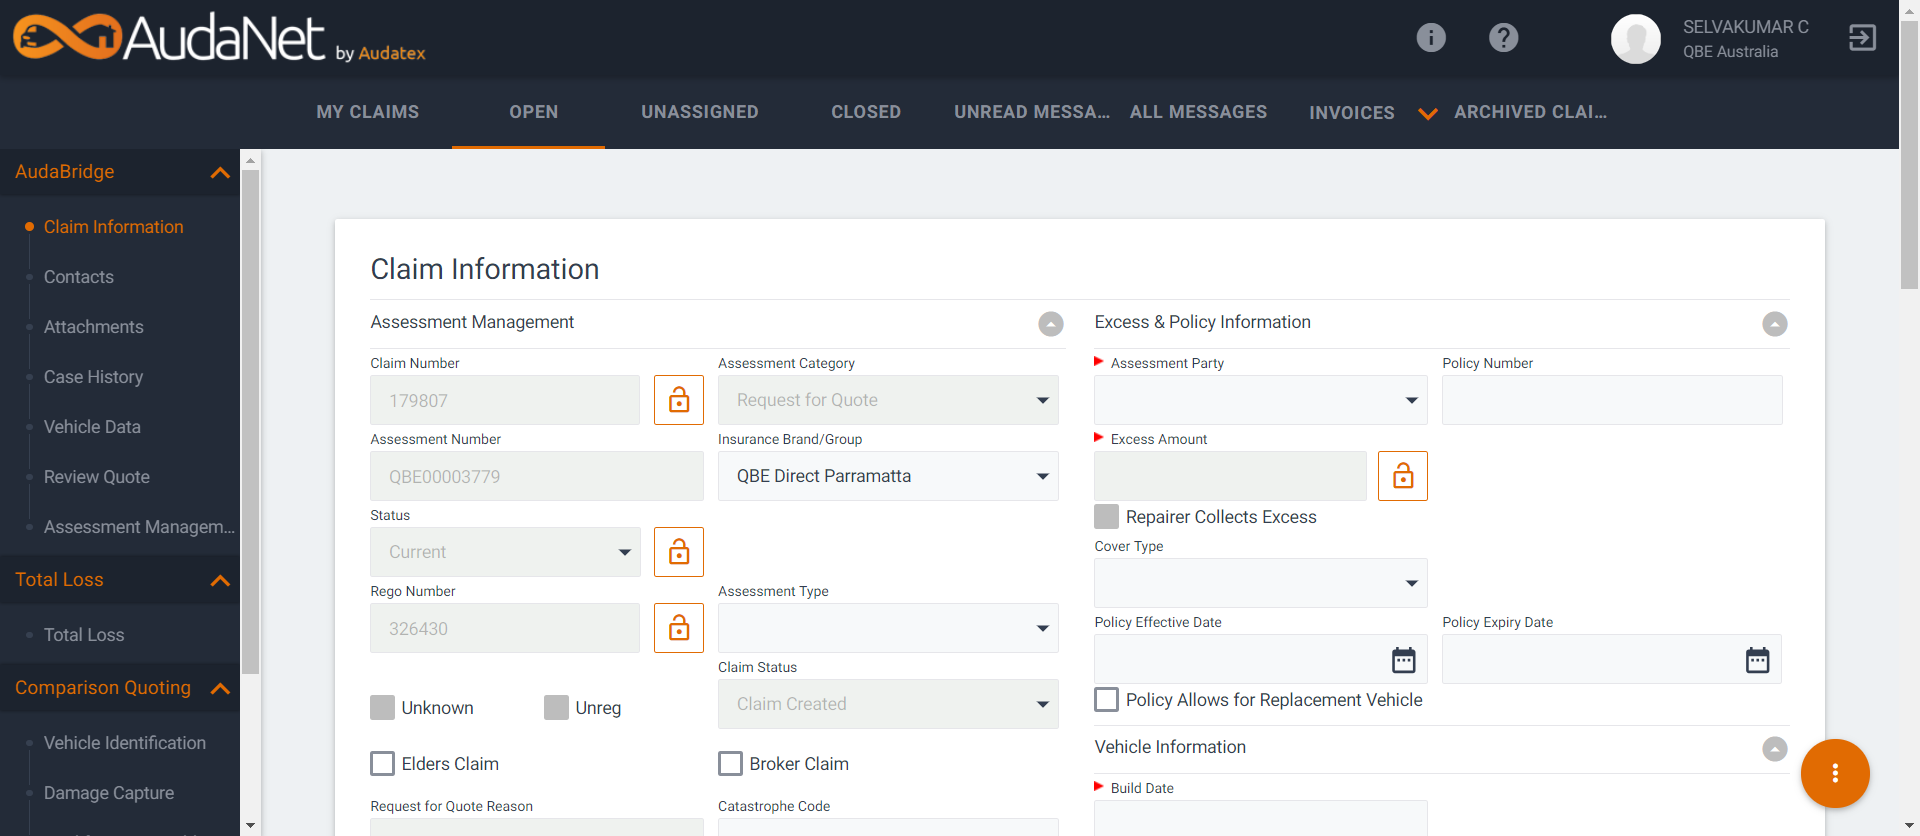 AudaNet by Audatex
SELVAKUMAR C
QBE Australia
MY CLAIMS
OPEN
UNASSIGNED
CLOSED
UNREAD MESSA...
ALL MESSAGES
INVOICES
ARCHIVED CLAI...
AudaBridge
Claim Information
Contacts
Attachments
Case History
Vehicle Data
Review Quote
Assessment Managem...
Total Loss
Total Loss
Comparison Quoting
Vehicle Identification
Damage Capture
Claim Information
Assessment Management
Claim Number
Assessment Category
179807
Request for Quote
Assessment Number
Insurance Brand/Group
QBE00003779
QBE Direct Parramatta
Status
Current
Rego Number
Assessment Type
326430
Claim Status
Unknown
Unreg
Claim Created
Elders Claim
Broker Claim
Request for Quote Reason
Catastrophe Code
Excess & Policy Information
Assessment Party
Policy Number
Excess Amount
Repairer Collects Excess
Cover Type
Policy Effective Date
Policy Expiry Date
Policy Allows for Replacement Vehicle
Vehicle Information
Build Date